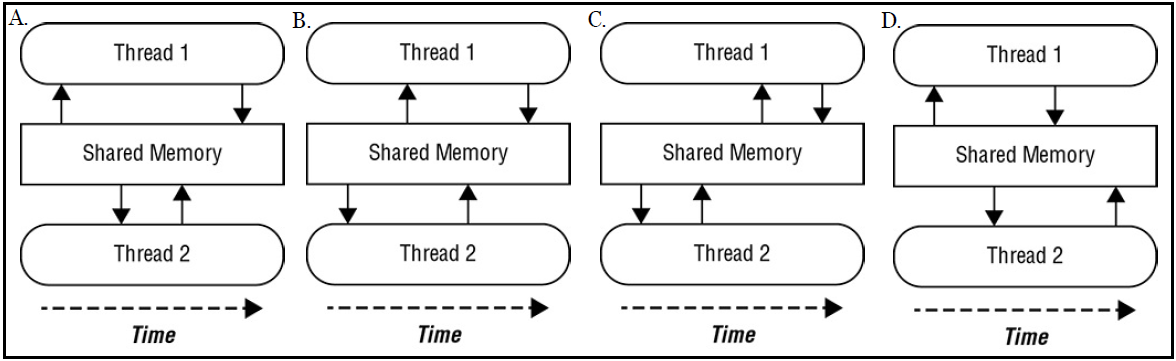 A.
Thread 1
Shared Memory
Thread 2
Time
B.
Thread 1
Shared Memory
Thread 2
Time
C.
Thread 1
Shared Memory
Thread 2
Time
D.
Thread 1
Shared Memory
Thread 2
Time